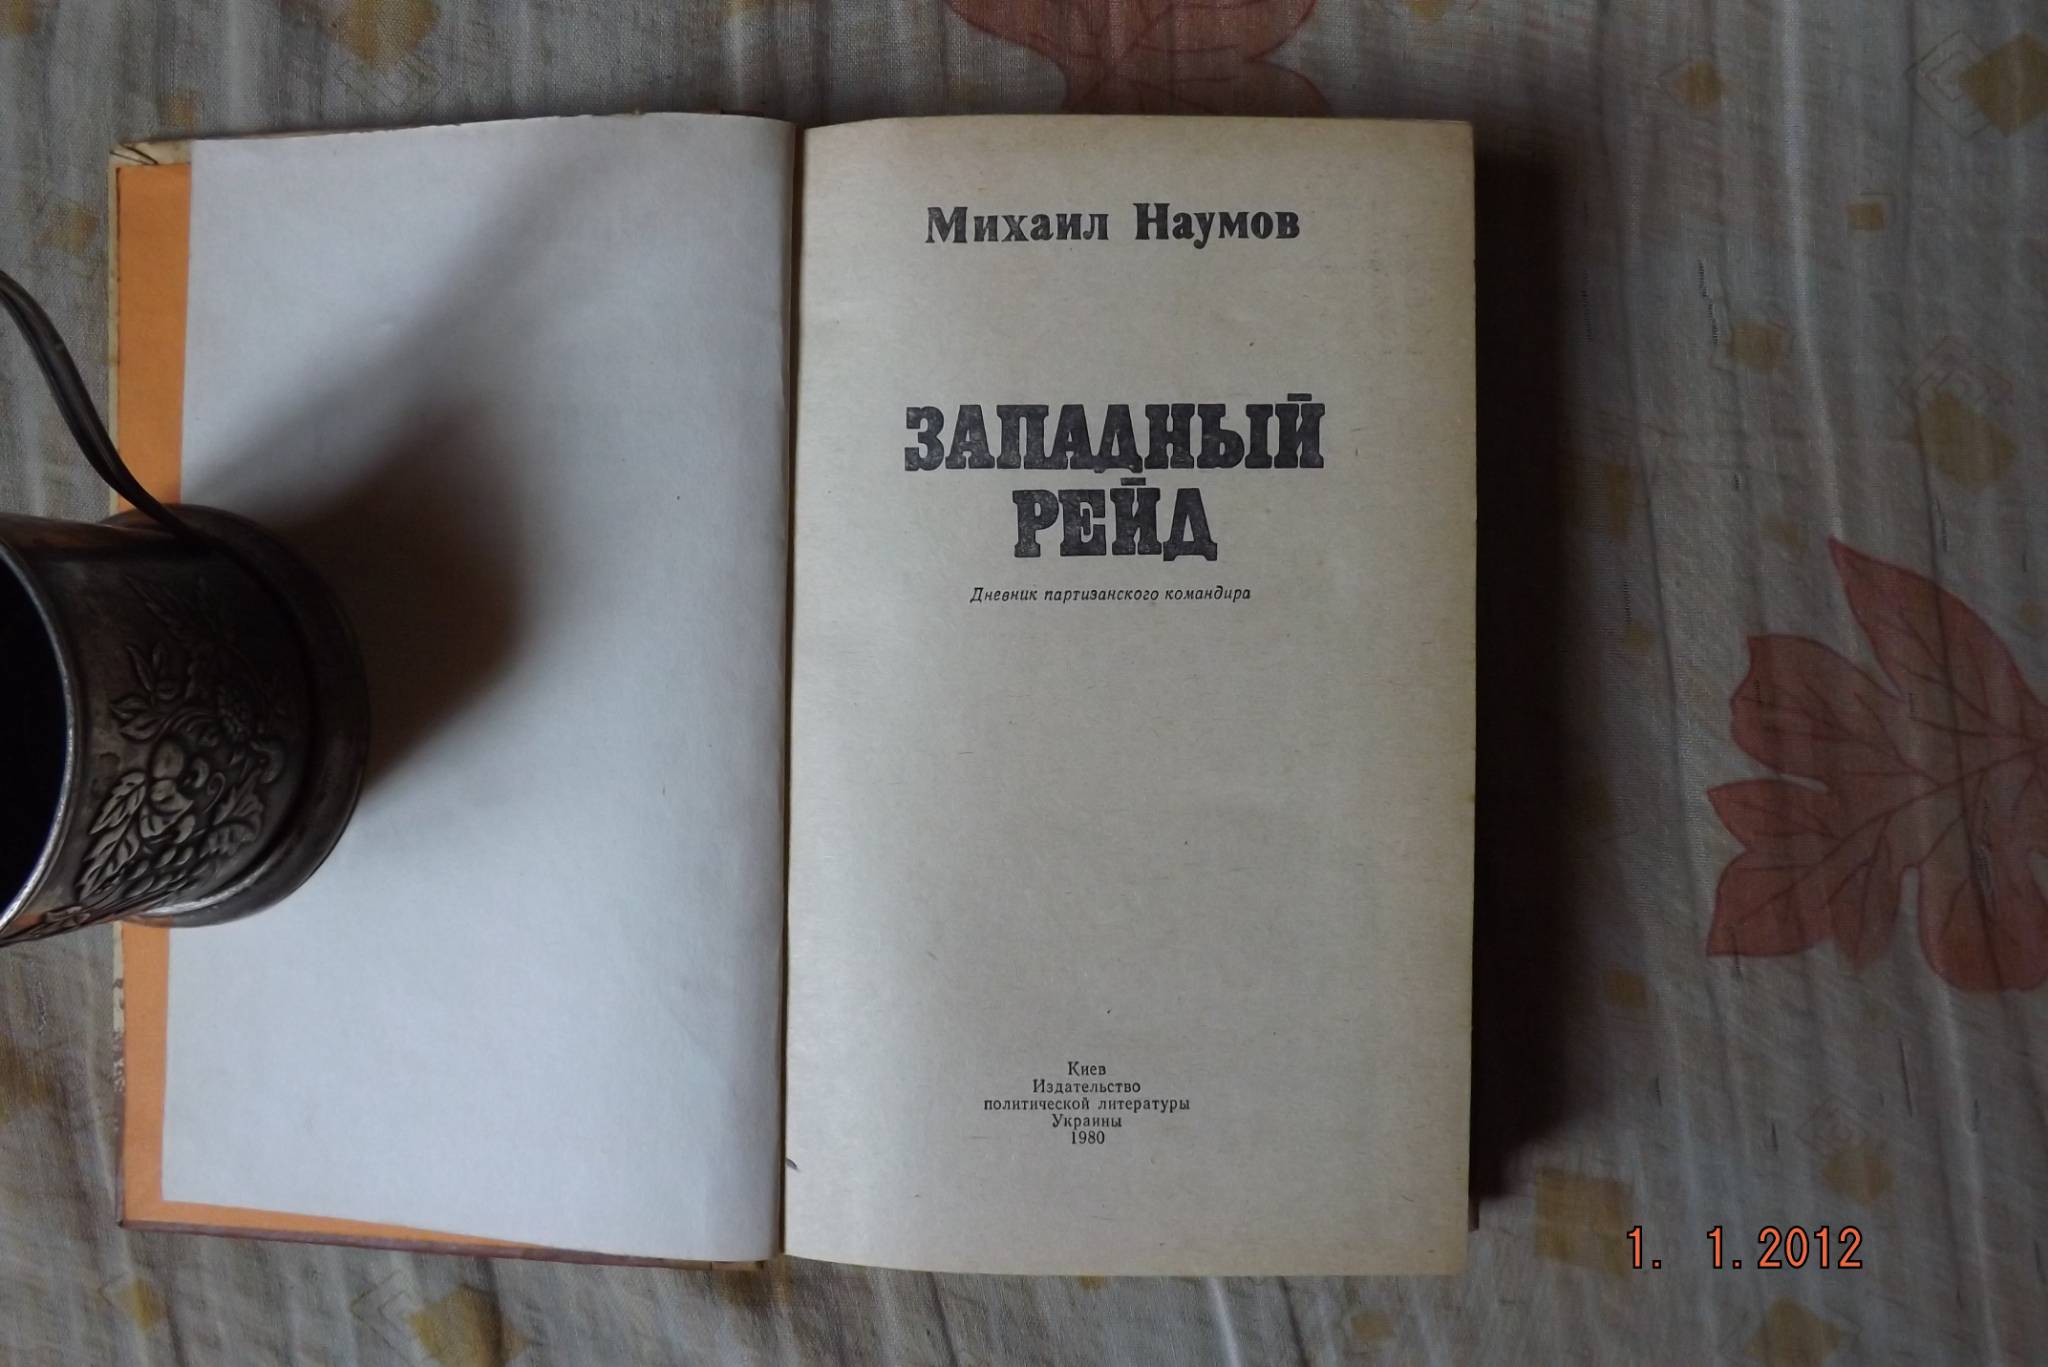 Михаил Наумов
ЗАПАДНЫЙ
РЕЙД
Дневник партизанского командира
Киев
Издательство
политической литературы
Украины
1980
1. 1.2012